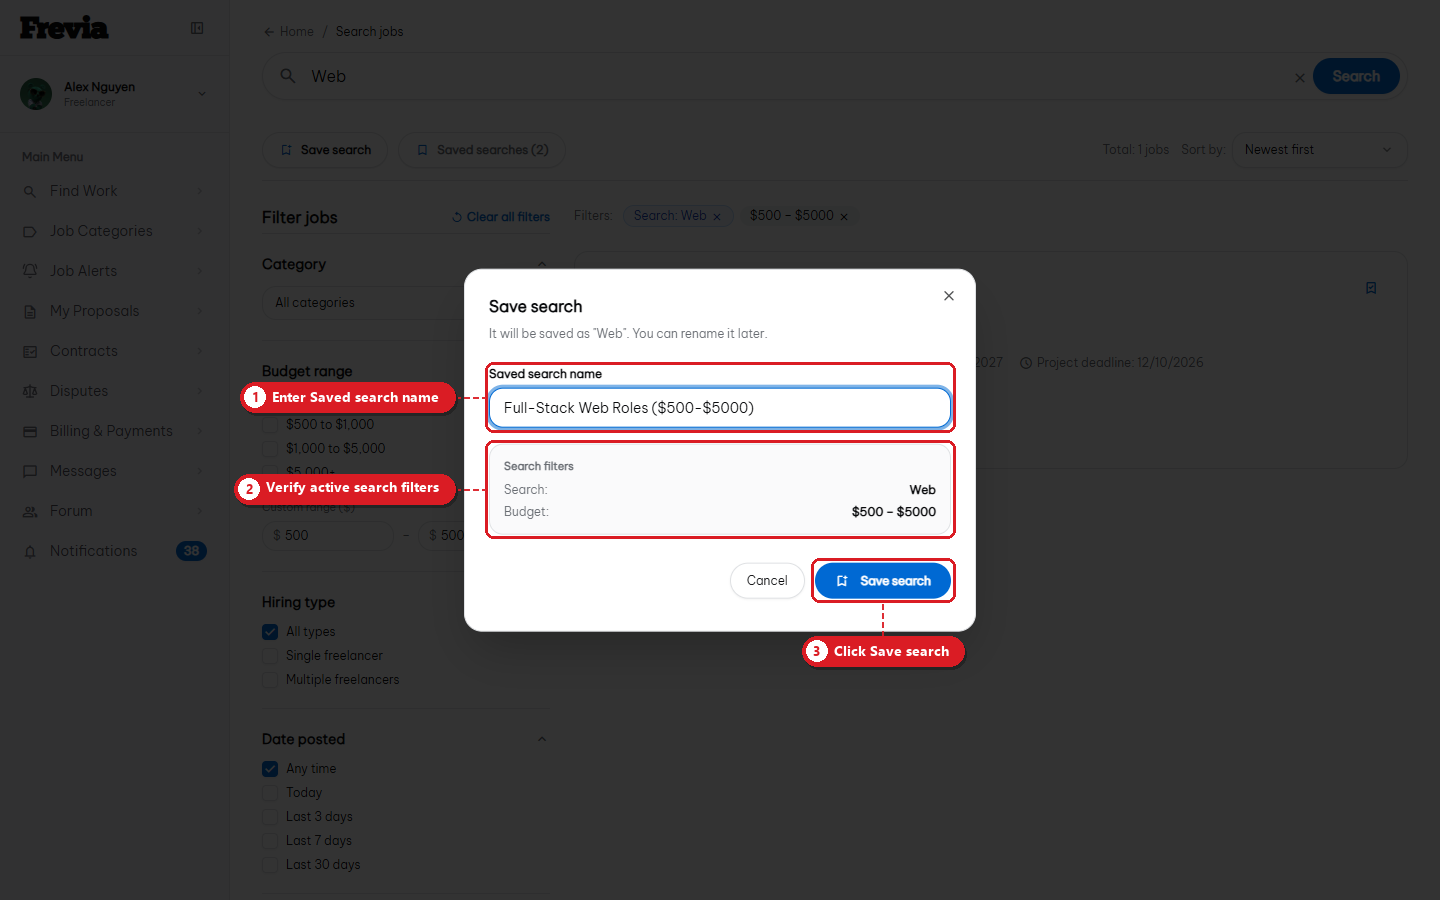 Frevia
Alex Nguyen
Freelancer
Main Menu
Find Work
Job Categories
Job Alerts
My Proposals
Contracts
Disputes
Billing & Payments
Messages
Forum
Notifications 38
Home / Search jobs
Web
Search
Save search
Saved searches (2)
Total: 1 jobs
Sort by:
Newest first
Filter jobs
Clear all filters
Filters:
Search: Web
$500 – $5000
Category
All categories
Budget range
$500 to $1,000
$1,000 to $5,000
$5,000+
Custom range ($)
$ 500 – $ 500
Hiring type
All types
Single freelancer
Multiple freelancers
Date posted
Any time
Today
Last 3 days
Last 7 days
Last 30 days
2027
Project deadline: 12/10/2026
Save search
It will be saved as "Web". You can rename it later.
Saved search name
Full-Stack Web Roles ($500-$5000)
Search filters
Search: Web
Budget: $500 – $5000
Cancel
Save search
1 Enter Saved search name
2 Verify active search filters
3 Click Save search